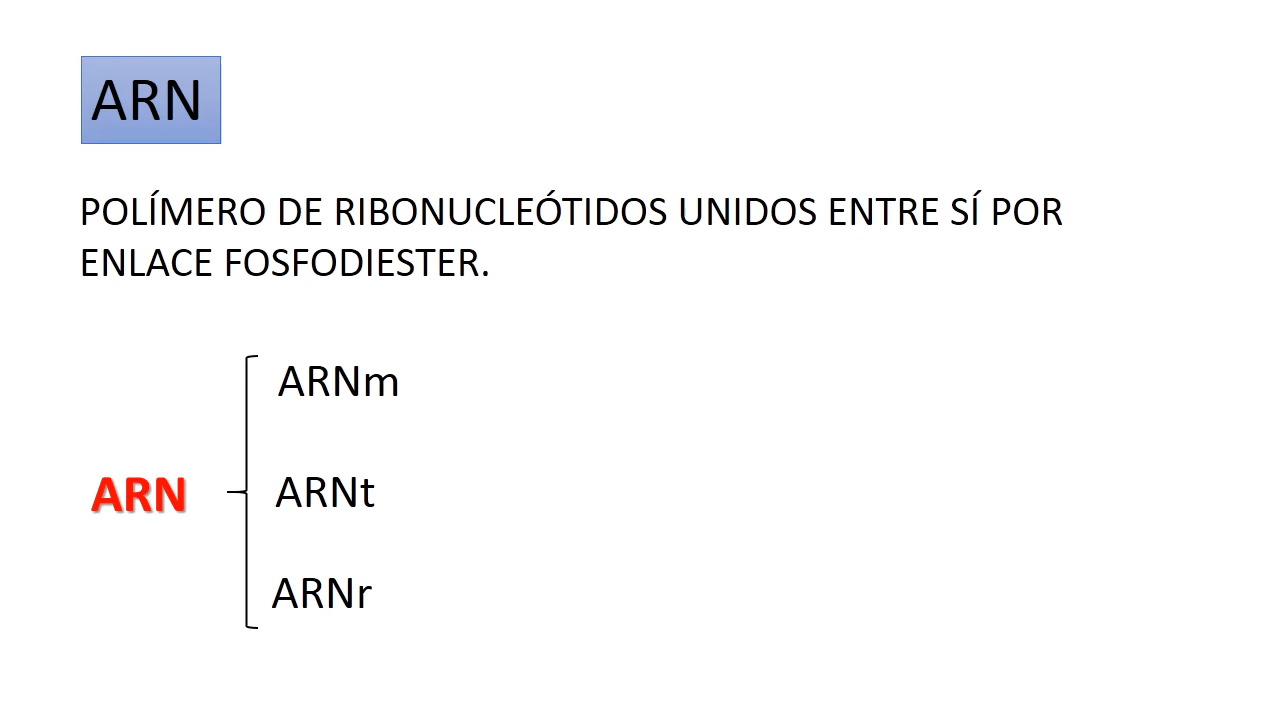 ARN
POLÍMERO DE RIBONUCLEÓTIDOS UNIDOS ENTRE SÍ POR
ENLACE FOSFODIESTER.
ARNm
ARN
ARNt
ARNr